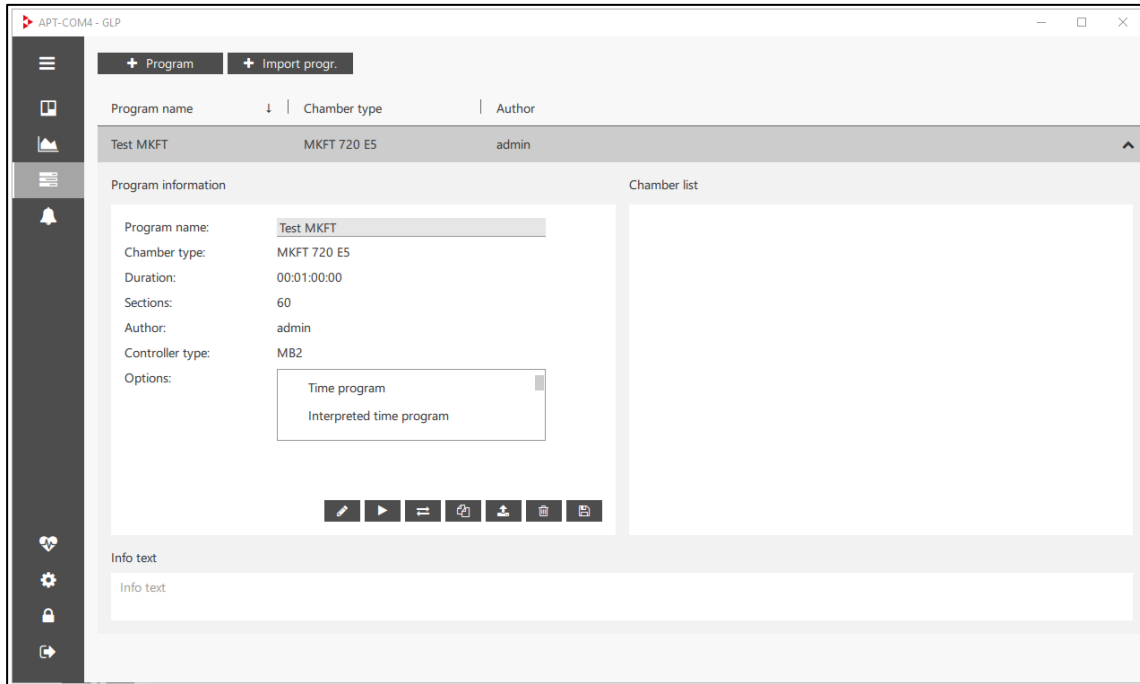 APT-COM4 - GLP
Program
Import progr.
Program name ↓ Chamber type Author
Test MKFT MKFT 720 E5 admin
Program information
Program name: Test MKFT
Chamber type: MKFT 720 E5
Duration: 00:01:00:00
Sections: 60
Author: admin
Controller type: MB2
Options:
Time program
Interpreted time program
Chamber list
Info text
Info text